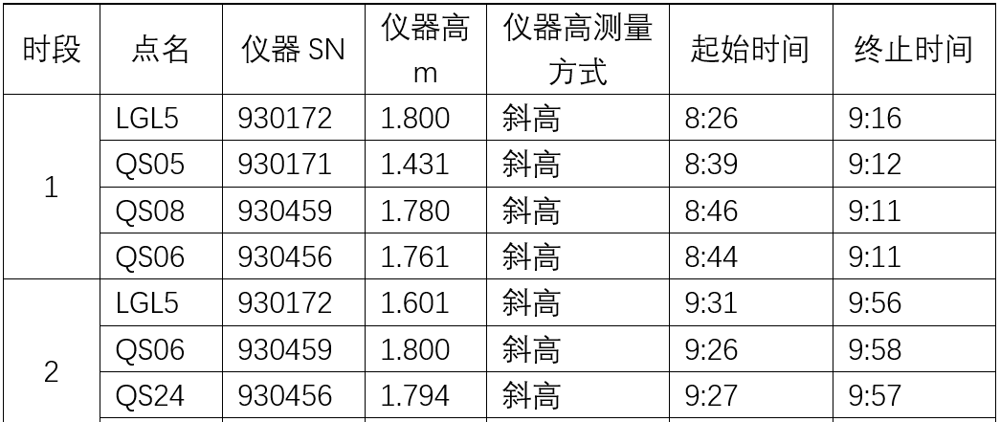 时段 点名 仪器 SN 仪器高 m 仪器高测量方式 起始时间 终止时间
1 LGL5 930172 1.800 斜高 8:26 9:16
QS05 930171 1.431 斜高 8:39 9:12
QS08 930459 1.780 斜高 8:46 9:11
QS06 930456 1.761 斜高 8:44 9:11
2 LGL5 930172 1.601 斜高 9:31 9:56
QS06 930459 1.800 斜高 9:26 9:58
QS24 930456 1.794 斜高 9:27 9:57